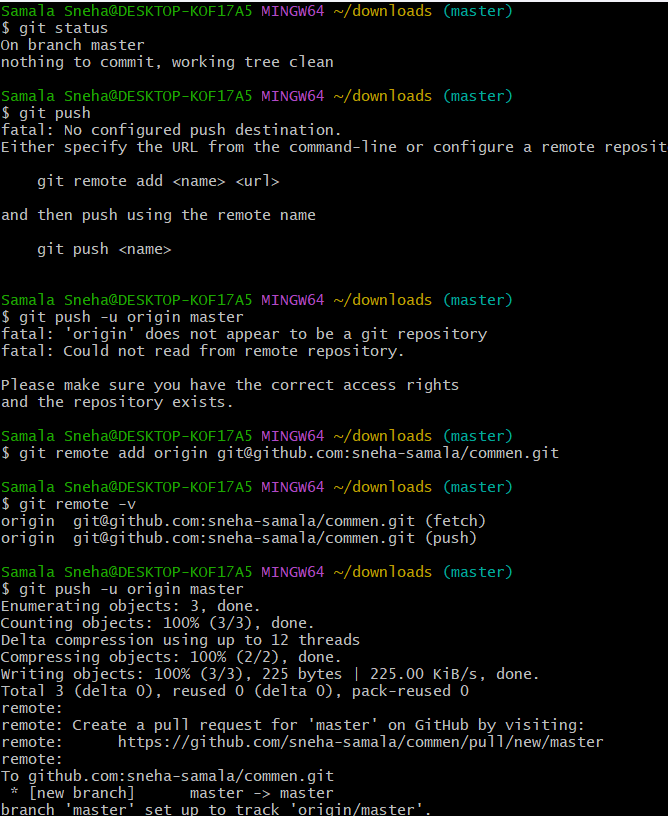 Samala Sneha@DESKTOP-KOF17A5 MINGW64 ~/downloads (master)
$ git status
On branch master
nothing to commit, working tree clean

Samala Sneha@DESKTOP-KOF17A5 MINGW64 ~/downloads (master)
$ git push
fatal: No configured push destination.
Either specify the URL from the command-line or configure a remote reposit

    git remote add <name> <url>

and then push using the remote name

    git push <name>

Samala Sneha@DESKTOP-KOF17A5 MINGW64 ~/downloads (master)
$ git push -u origin master
fatal: 'origin' does not appear to be a git repository
fatal: Could not read from remote repository.

Please make sure you have the correct access rights
and the repository exists.

Samala Sneha@DESKTOP-KOF17A5 MINGW64 ~/downloads (master)
$ git remote add origin git@github.com:sneha-samala/commen.git

Samala Sneha@DESKTOP-KOF17A5 MINGW64 ~/downloads (master)
$ git remote -v
origin  git@github.com:sneha-samala/commen.git (fetch)
origin  git@github.com:sneha-samala/commen.git (push)

Samala Sneha@DESKTOP-KOF17A5 MINGW64 ~/downloads (master)
$ git push -u origin master
Enumerating objects: 3, done.
Counting objects: 100% (3/3), done.
Delta compression using up to 12 threads
Compressing objects: 100% (2/2), done.
Writing objects: 100% (3/3), 225 bytes | 225.00 KiB/s, done.
Total 3 (delta 0), reused 0 (delta 0), pack-reused 0
remote:
remote: Create a pull request for 'master' on GitHub by visiting:
remote:      https://github.com/sneha-samala/commen/pull/new/master
remote:
To github.com:sneha-samala/commen.git
 * [new branch]      master -> master
branch 'master' set up to track 'origin/master'.